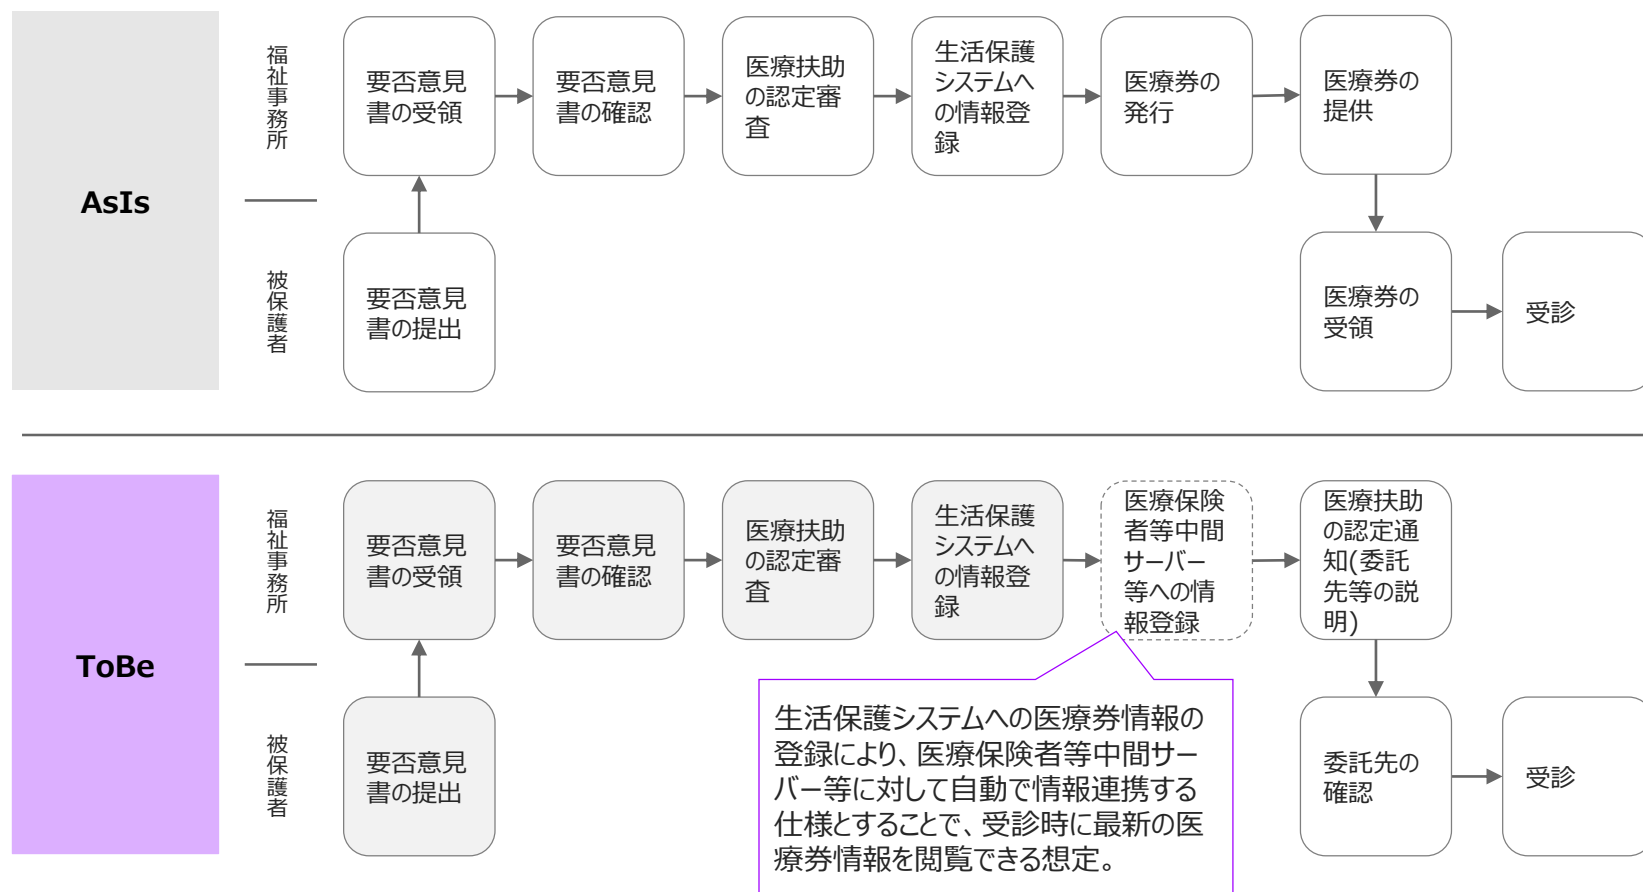 AsIs
福祉事務所
要否意見
書の受領
要否意見
書の確認
医療扶助
の認定審
査
生活保護
システムへ
の情報登
録
医療券の
発行
医療券の
提供
被保護者
要否意見
書の提出
医療券の
受領
受診
ToBe
福祉事務所
要否意見
書の受領
要否意見
書の確認
医療扶助
の認定審
査
生活保護
システムへ
の情報登
録
医療保険
者等中間
サーバー
等への情
報登録
医療扶助
の認定通
知(委託
先等の説
明)
被保護者
要否意見
書の提出
生活保護システムへの医療券情報の
登録により、医療保険者等中間サー
バー等に対して自動で情報連携する
仕様とすることで、受診時に最新の医
療券情報を閲覧できる想定。
委託先の
確認
受診